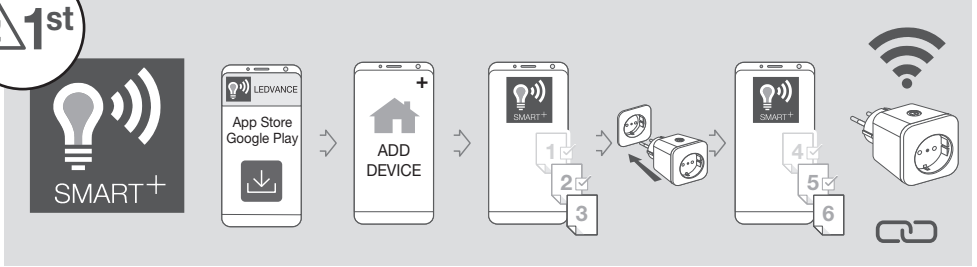 1st
SMART+
LEDVANCE
App Store
Google Play
+
ADD
DEVICE
SMART+
1
2
3
SMART+
4
5
6